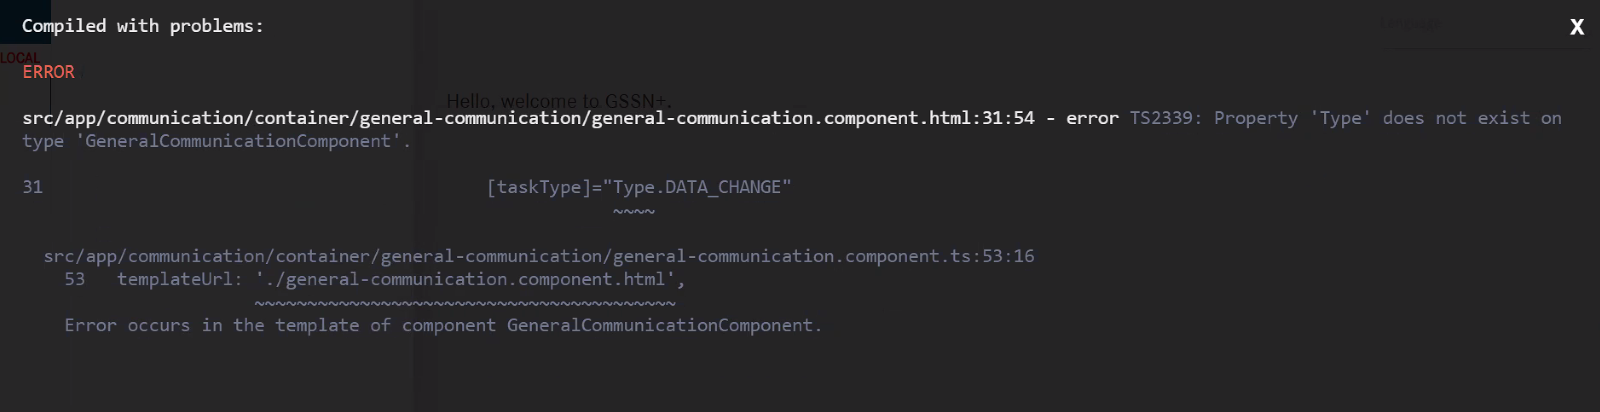 Compiled with problems:
X
LOCAL
ERROR
Hello, welcome to GSSN+.
src/app/communication/container/general-communication/general-communication.component.html:31:54 - error TS2339: Property 'Type' does not exist on
type 'GeneralCommunicationComponent'.
31 [taskType]="Type.DATA_CHANGE"
~~~~
src/app/communication/container/general-communication/general-communication.component.ts:53:16
53 templateUrl: './general-communication.component.html',
~~~~~~~~~~~~~~~~~~~~~~~~~~~~~~~~~~~~~~~~
Error occurs in the template of component GeneralCommunicationComponent.